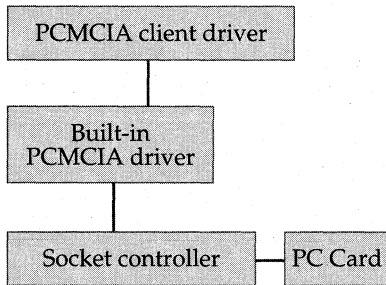 PCMCIA client driver
Built-in
PCMCIA driver
Socket controller
PC Card